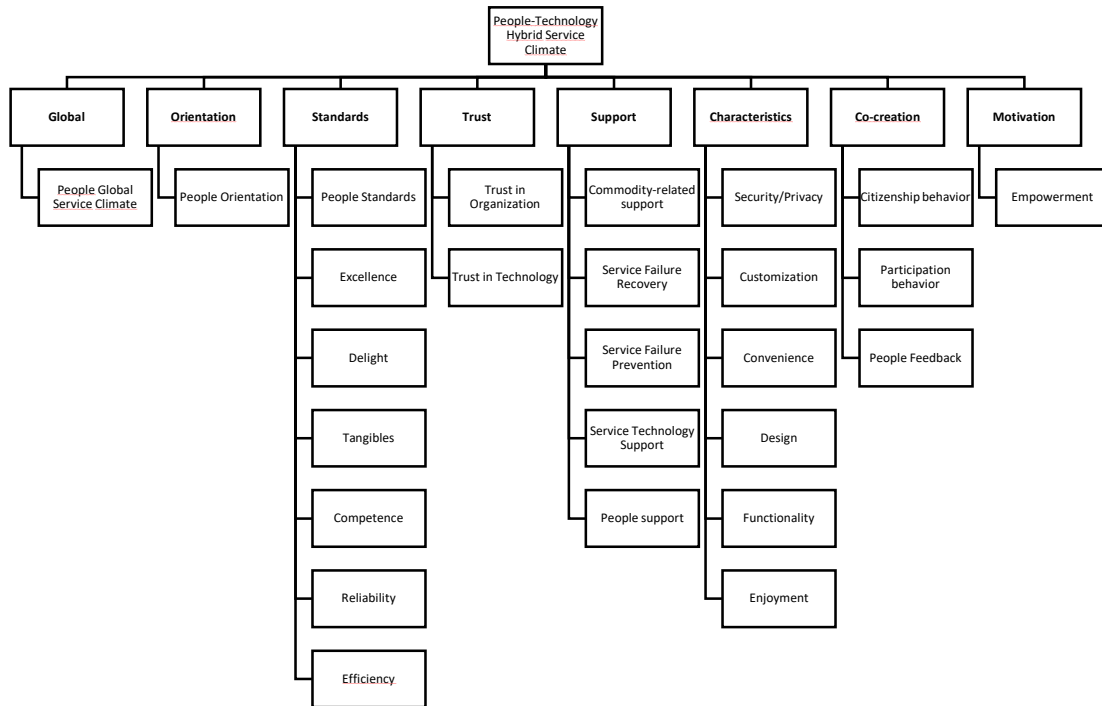 People-Technology
Hybrid Service
Climate
Global
Orientation
Standards
Trust
Support
Characteristics
Co-creation
Motivation
People Global
Service Climate
People Orientation
People Standards
Excellence
Delight
Tangibles
Competence
Reliability
Efficiency
Trust in
Organization
Trust in Technology
Commodity-related
support
Service Failure
Recovery
Service Failure
Prevention
Service Technology
Support
People support
Security/Privacy
Customization
Convenience
Design
Functionality
Enjoyment
Citizenship behavior
Participation
behavior
People Feedback
Empowerment